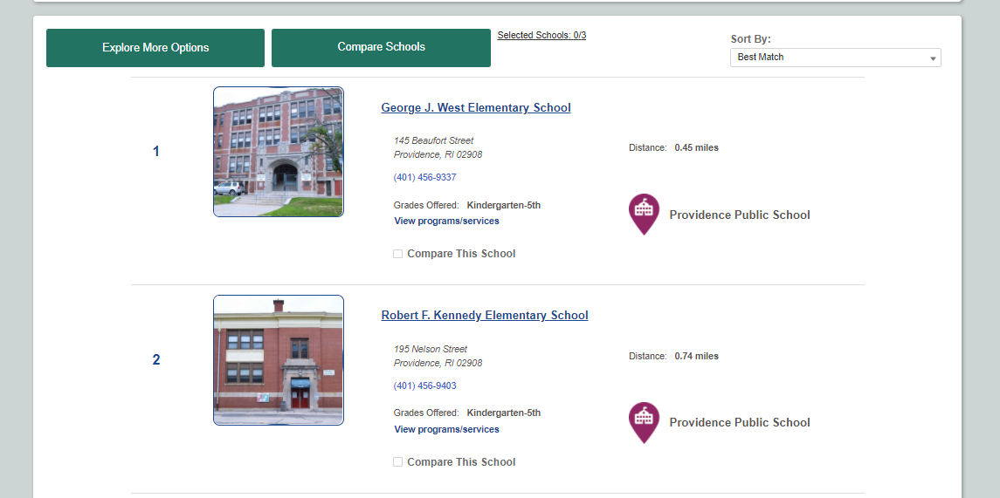 Explore More Options
Compare Schools
Selected Schools: 0/3
Sort By:
Best Match
1
George J. West Elementary School
145 Beaufort Street
Providence, RI 02908
(401) 456-9337
Grades Offered: Kindergarten-5th
View programs/services
Compare This School
Distance: 0.45 miles
Providence Public School
2
Robert F. Kennedy Elementary School
195 Nelson Street
Providence, RI 02908
(401) 456-9403
Grades Offered: Kindergarten-5th
View programs/services
Compare This School
Distance: 0.74 miles
Providence Public School